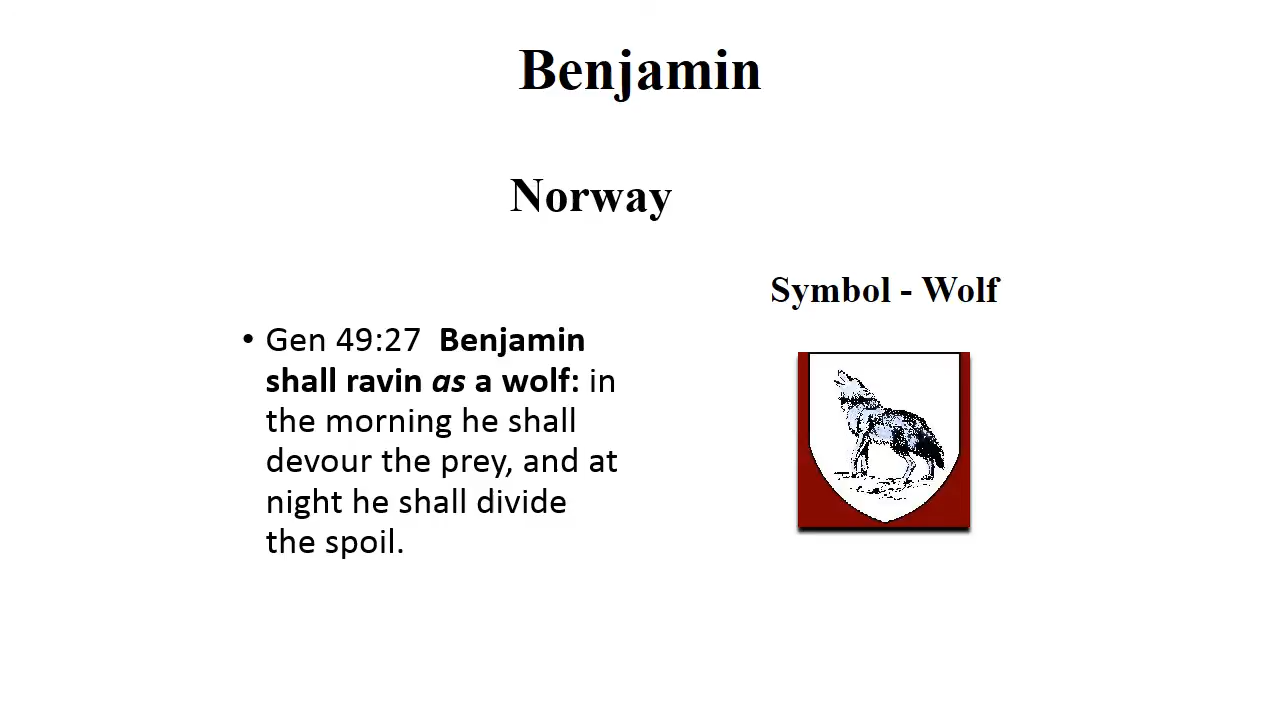 Benjamin
Norway
Symbol - Wolf
• Gen 49:27  Benjamin
shall ravin as a wolf: in
the morning he shall
devour the prey, and at
night he shall divide
the spoil.